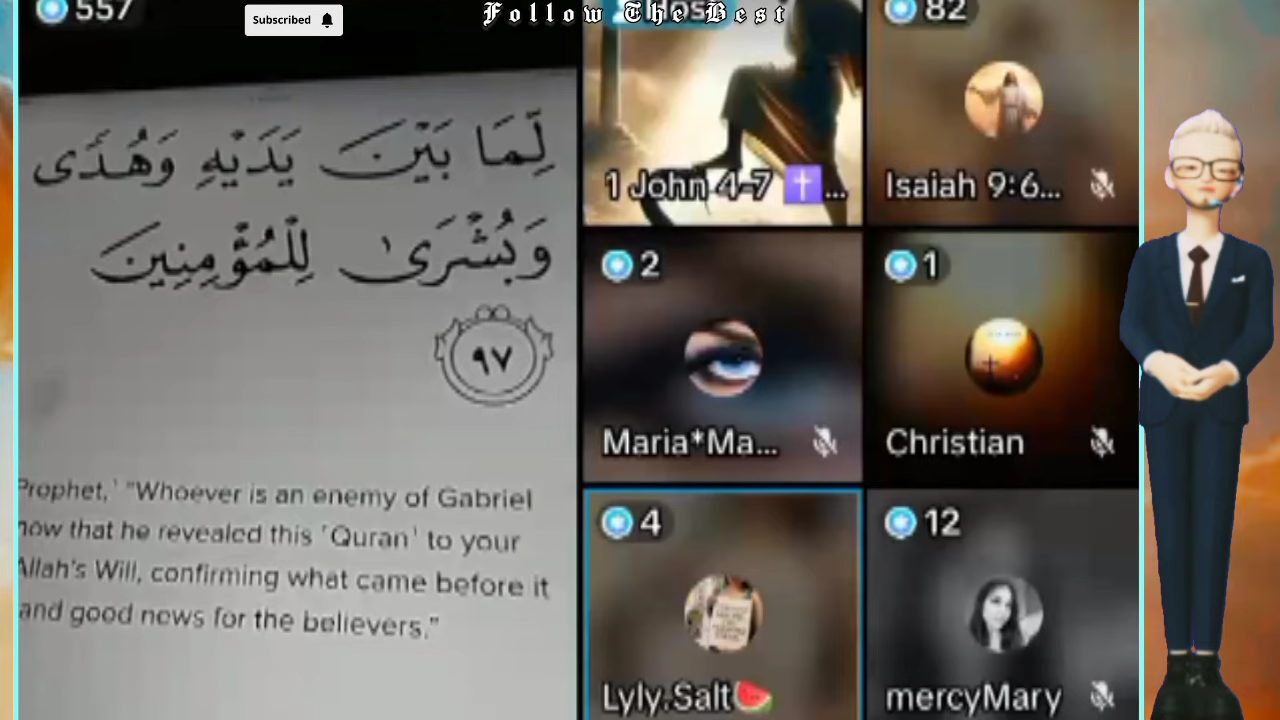 557
Subscribed
Follow The Best
Host
82
لِّمَا بَيْنَ يَدَيْهِ وَهُدًى
وَبُشْرَىٰ لِلْمُؤْمِنِينَ
٩٧
Prophet,' "Whoever is an enemy of Gabriel
now that he revealed this 'Quran' to your
Allah's Will, confirming what came before it
and good news for the believers."
1 John 4-7 ✝️...
Isaiah 9:6...
2
Maria*Ma...
1
Christian
4
Lyly.Salt🍉
12
mercyMary